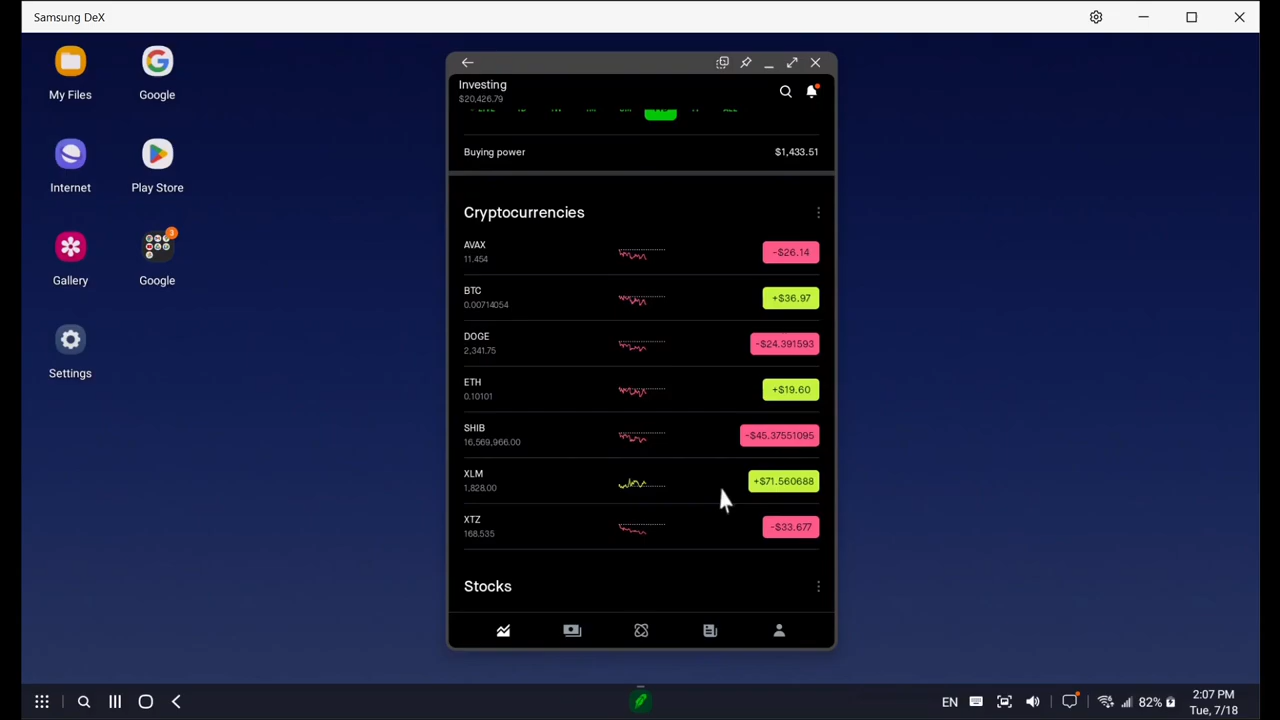 Samsung DeX
My Files
Google
Internet
Play Store
Gallery
Google
3
Settings
Investing
$20,426.79
Buying power
$1,433.51
Cryptocurrencies
AVAX
11.454
-$26.14
BTC
0.00714054
+$36.97
DOGE
2,341.75
-$24.391593
ETH
0.10101
+$19.60
SHIB
16,569,966.00
-$45.37551095
XLM
1,828.00
+$71.560688
XTZ
168.535
-$33.677
Stocks
EN
82%
2:07 PM
Tue, 7/18